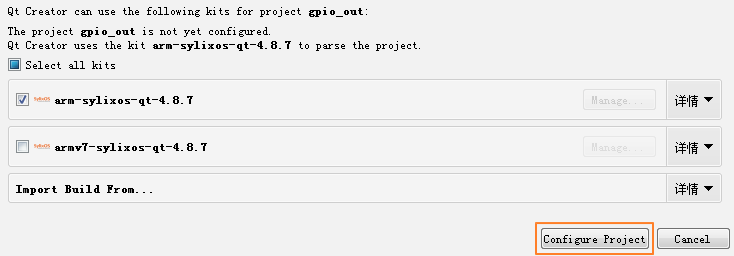 Qt Creator can use the following kits for project gpio_out:
The project gpio_out is not yet configured.
Qt Creator uses the kit arm-sylixos-qt-4.8.7 to parse the project.
Select all kits
SylixOS arm-sylixos-qt-4.8.7 Manage... 详情
SylixOS armv7-sylixos-qt-4.8.7 Manage... 详情
Import Build From... 详情
Configure Project Cancel